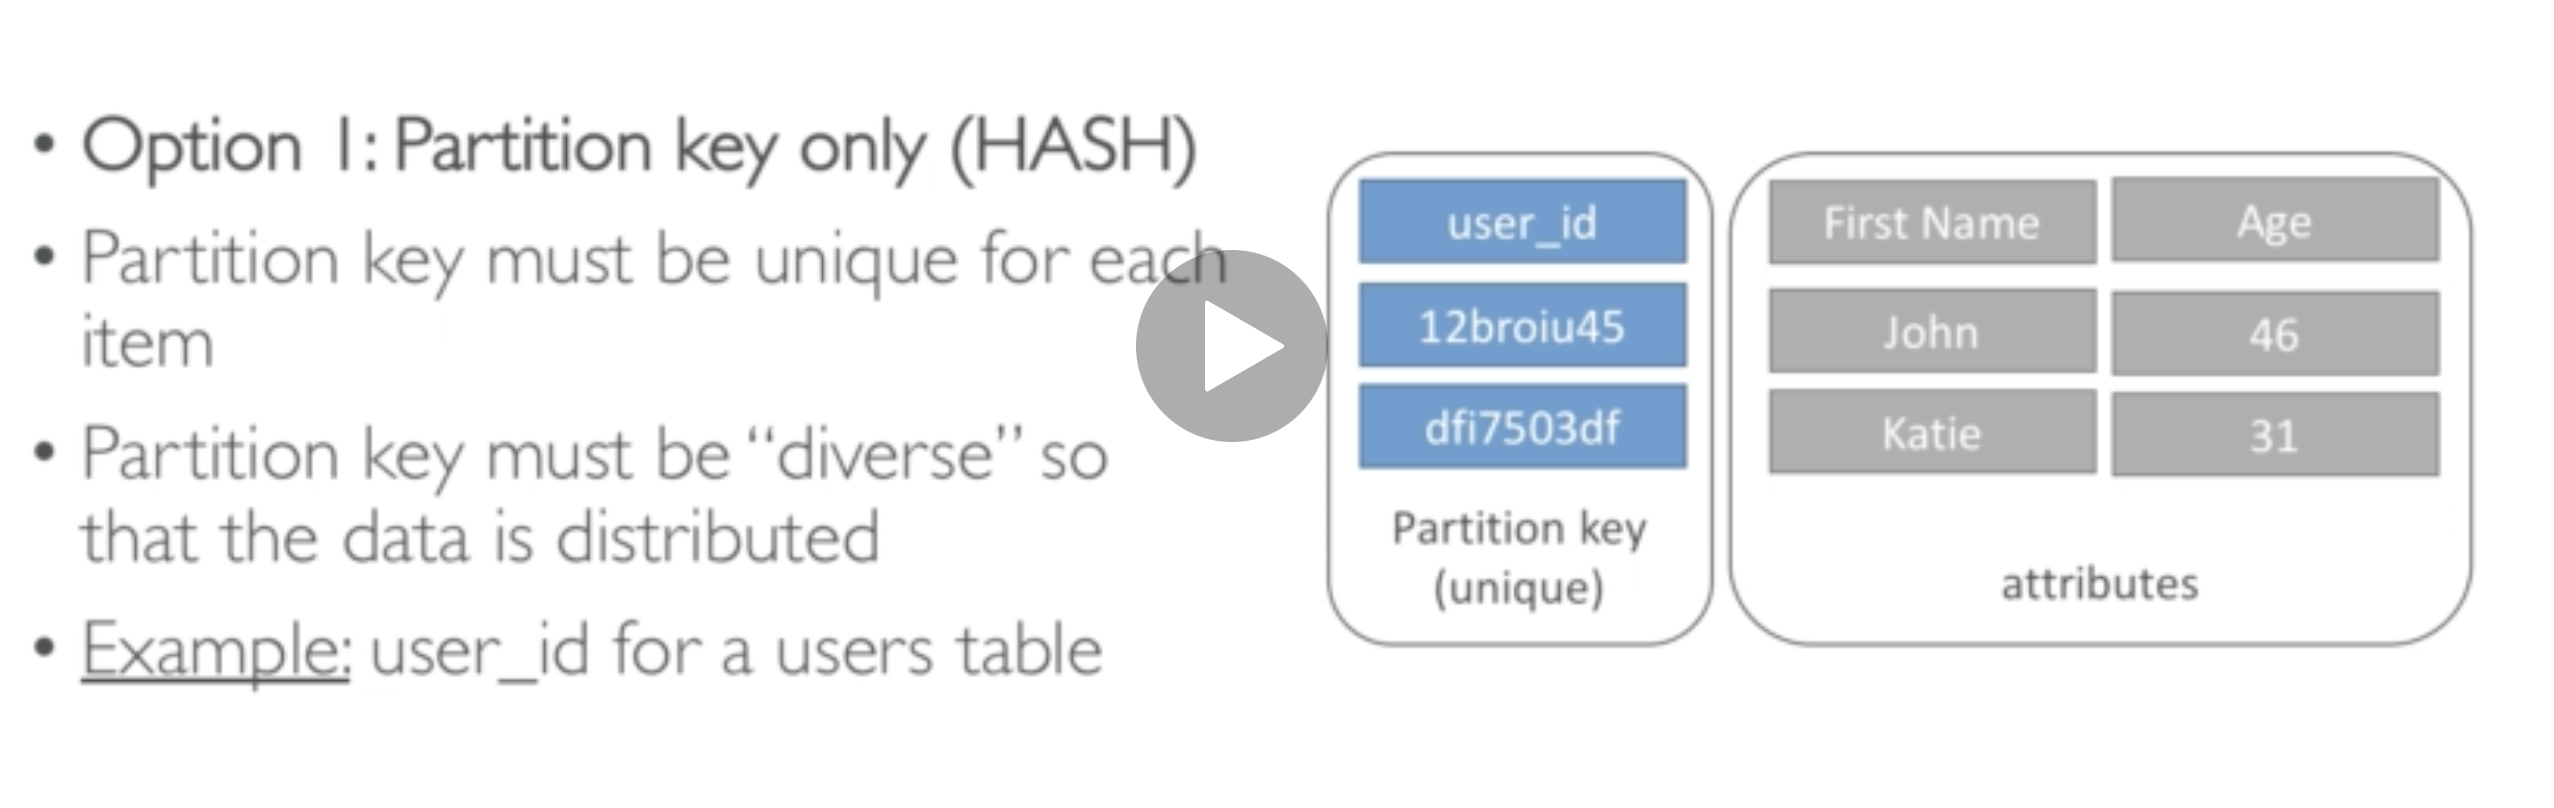 • Option 1: Partition key only (HASH)
• Partition key must be unique for each
item
• Partition key must be “diverse” so
that the data is distributed
• Example: user_id for a users table
user_id
12broiu45
dfi7503df
Partition key
(unique)
First Name Age
John 46
Katie 31
attributes